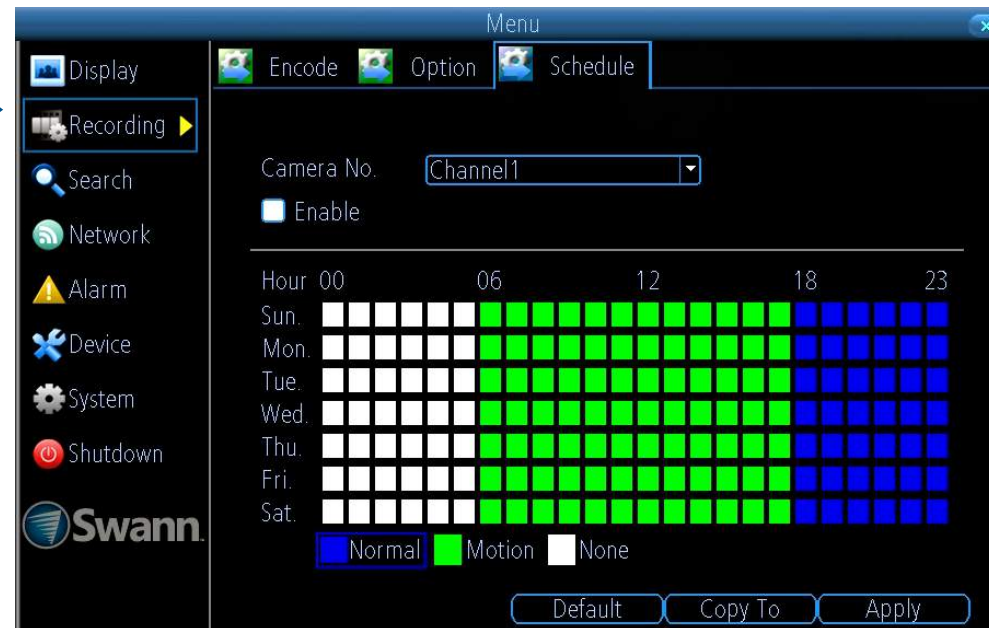 Menu
Display
Encode Option Schedule
Recording
Camera No. Channel1
Search
Enable
Network
Hour 00 06 12 18 23
Alarm
Sun.
Device
Mon.
Tue.
System
Wed.
Thu.
Shutdown
Fri.
Sat.
Swann.
Normal Motion None
Default Copy To Apply